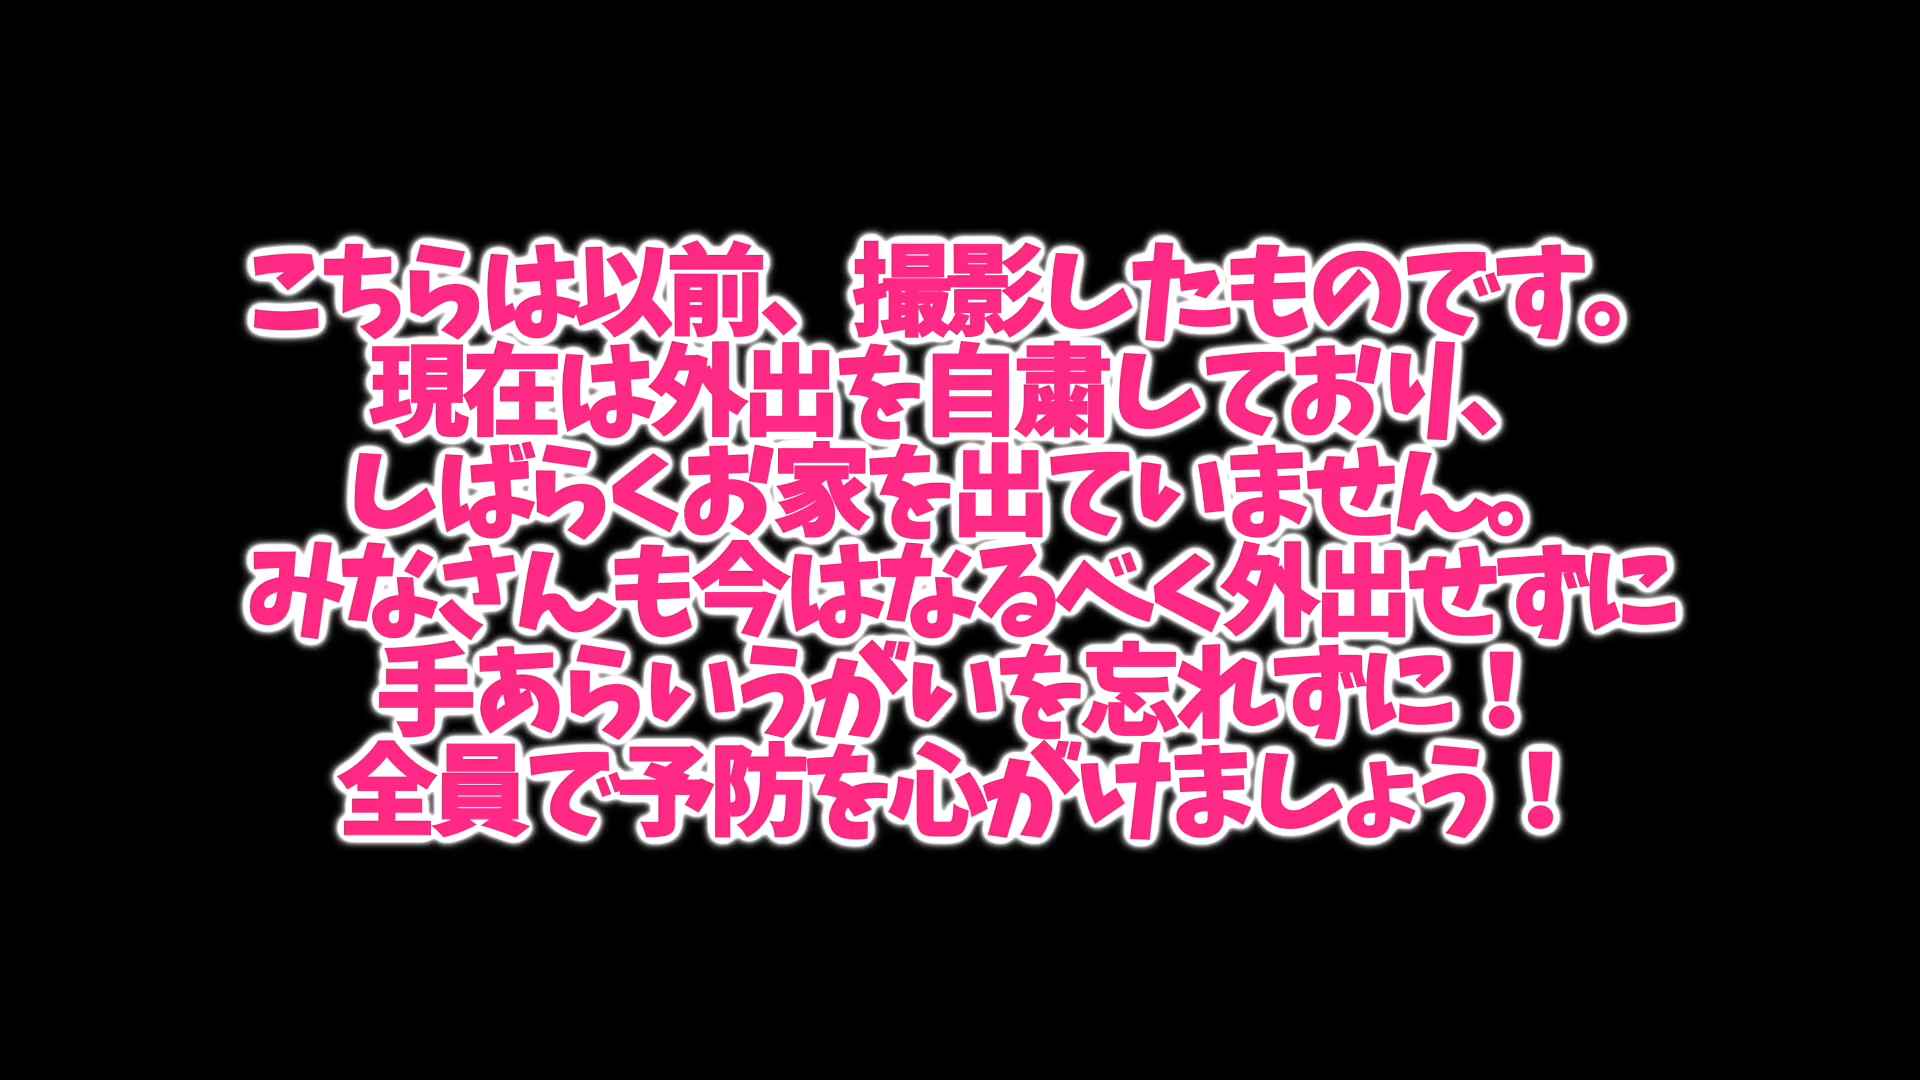 こちらは以前、撮影したものです。
現在は外出を自粛しており、
しばらくお家を出ていません。
みなさんも今はなるべく外出せずに
手あらいうがいを忘れずに！
全員で予防を心がけましょう！